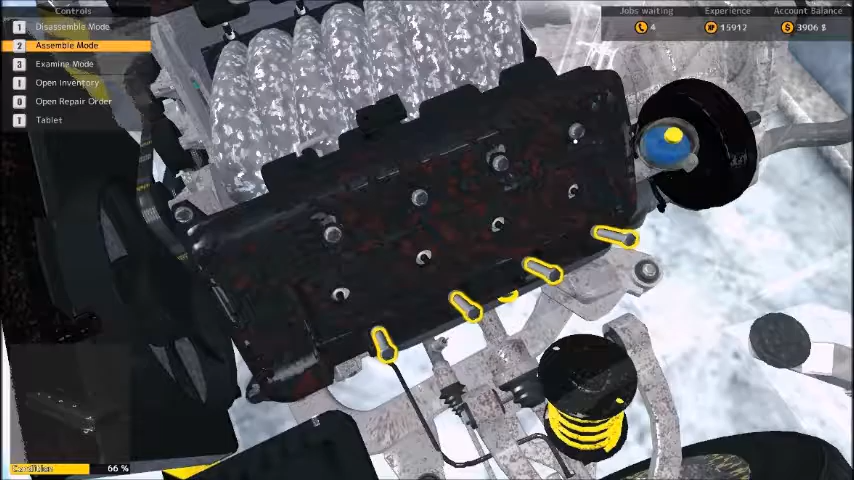 Controls
1 Disassemble Mode
2 Assemble Mode
3 Examine Mode
I Open Inventory
O Open Repair Order
T Tablet
Jobs waiting
4
Experience
15912
Account Balance
$ 3906 $
Condition 66 %